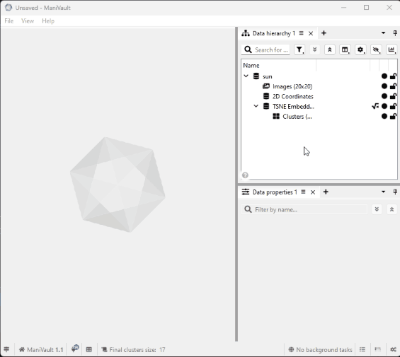 Unsaved - ManiVault
File View Help
Data hierarchy 1
Search for ...
Name
sun
Images (20x20)
2D Coordinates
TSNE Embedd...
Clusters (...
Data properties 1
Filter by name...
ManiVault 1.1
Final clusters size: 17
No background tasks